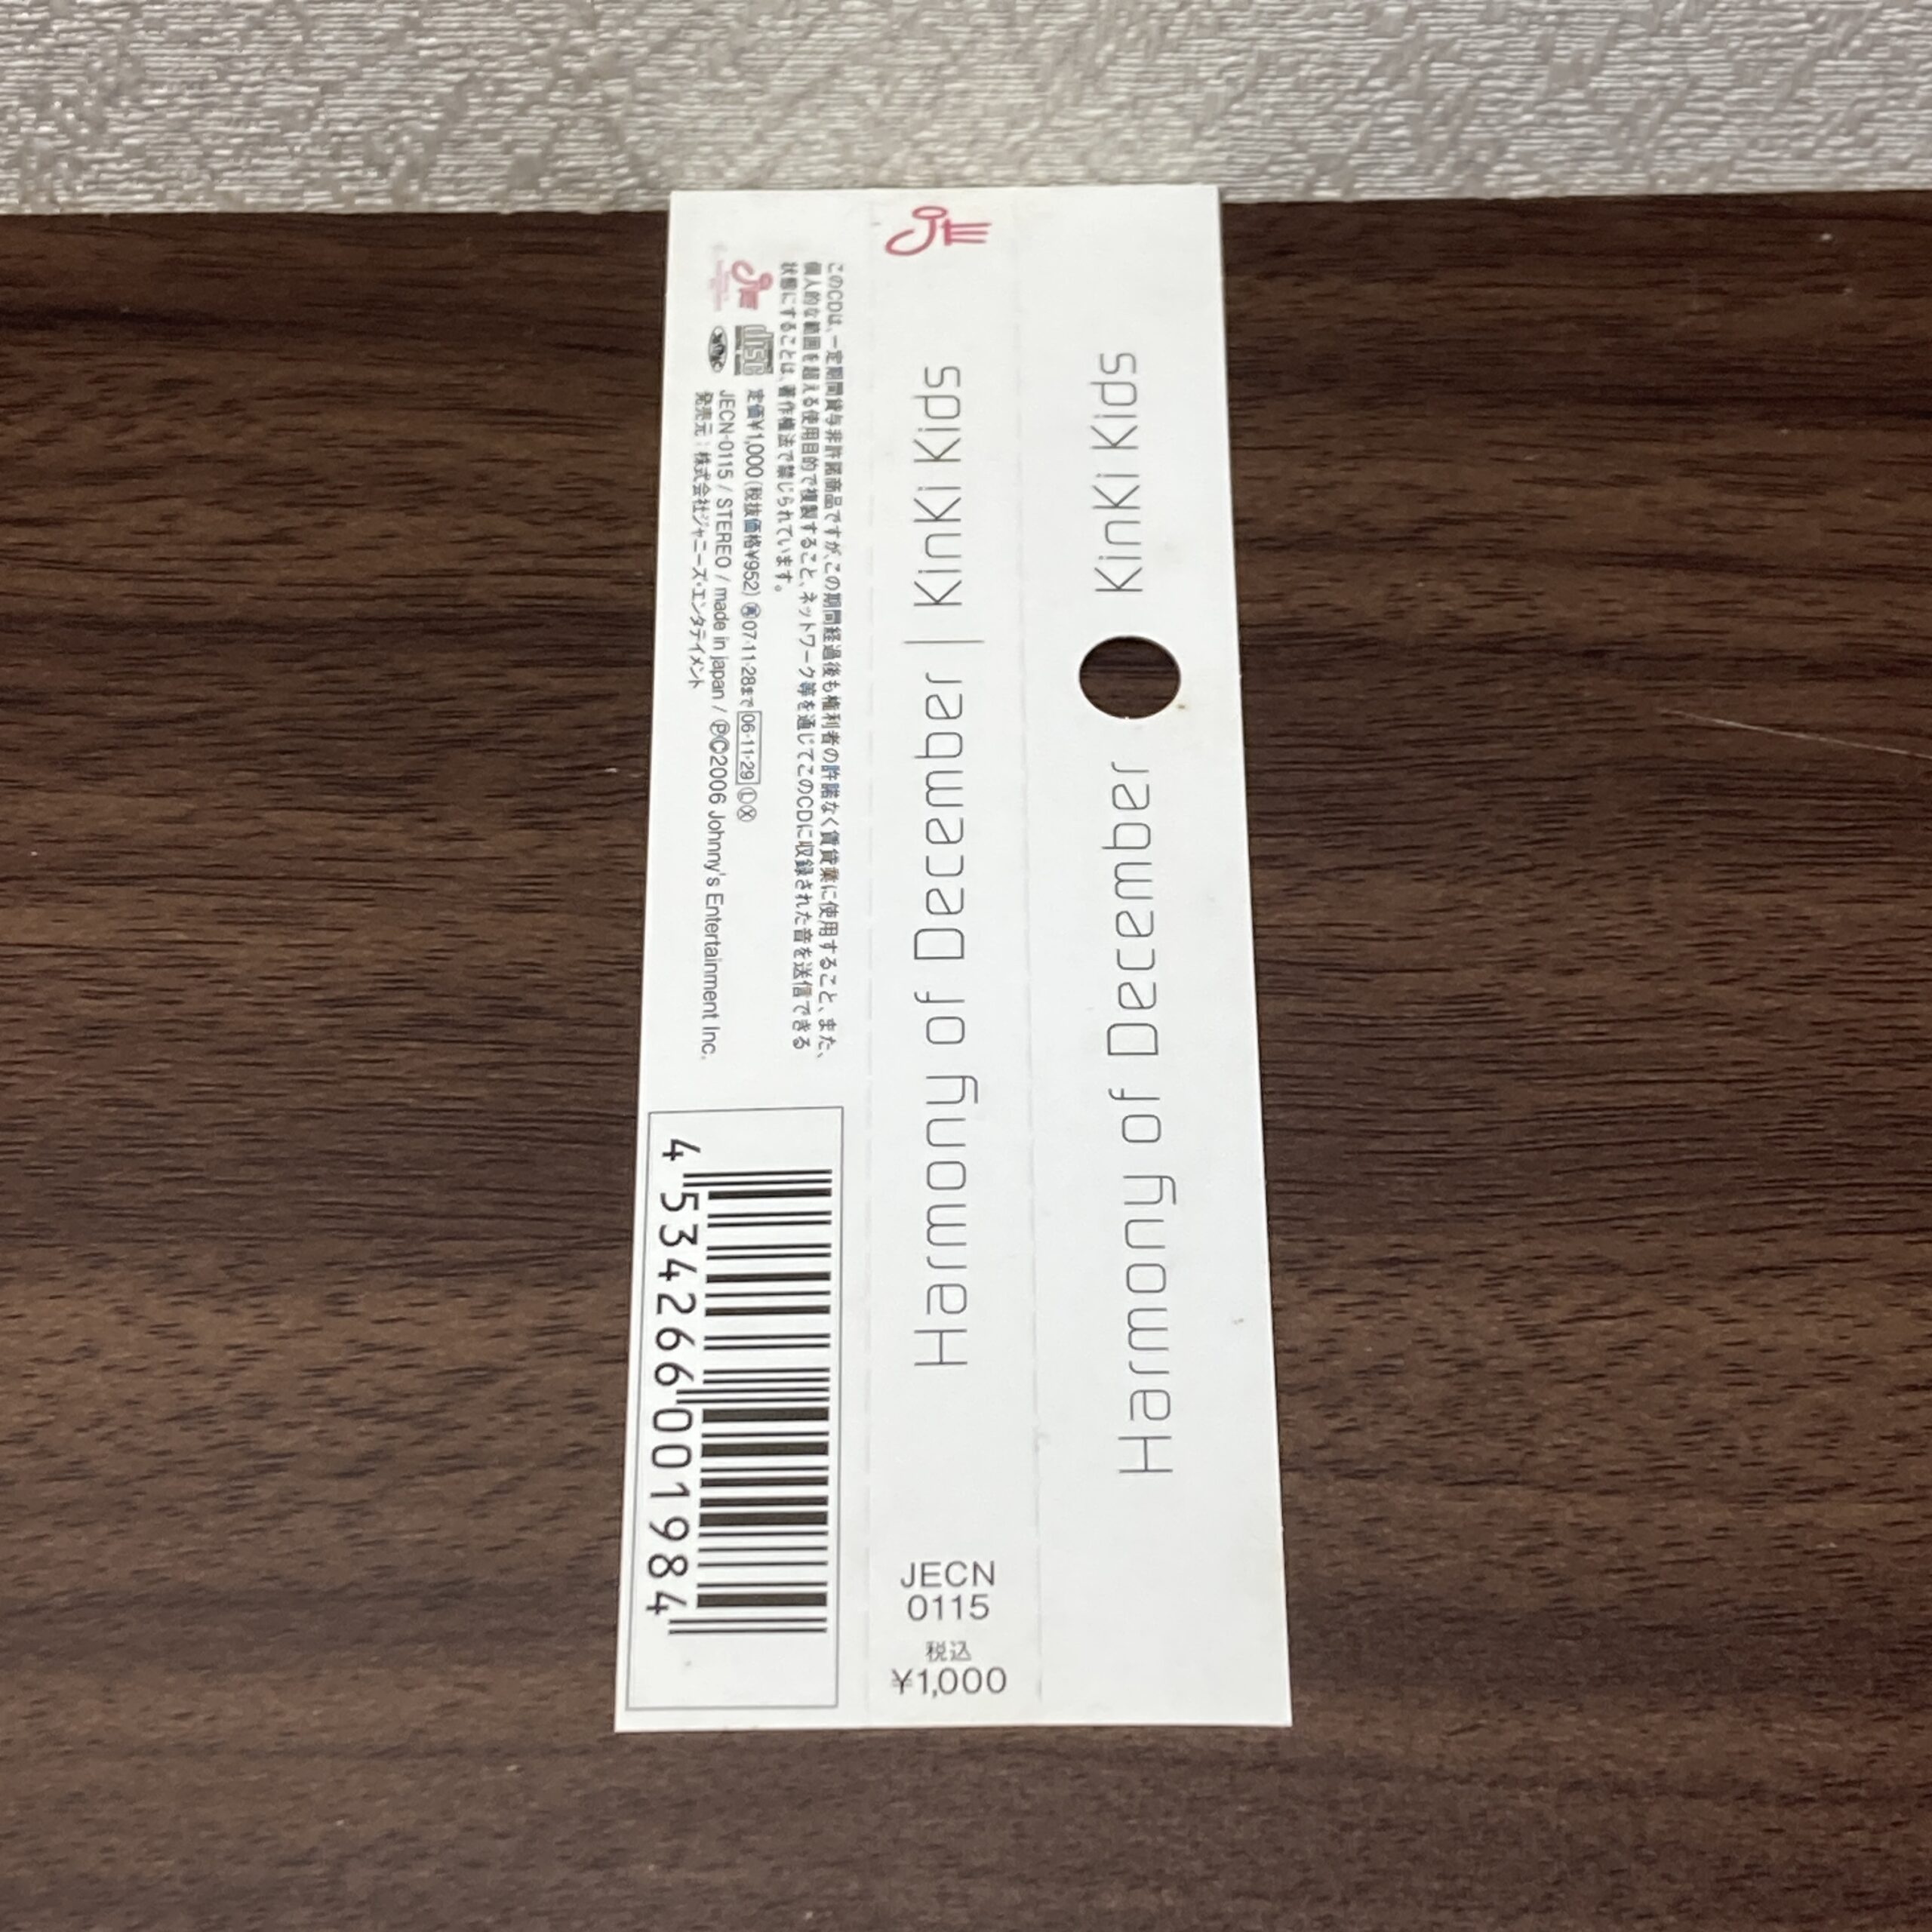 KinKi Kids
Harmony of December
KinKi Kids | Harmony of December
JECN
0115
税込
¥1,000
このCDは、一定期間貸与非許諾商品ですが、この期間経過後も権利者の許諾なく賃貸業に使用すること、また、
個人的な範囲を超える使用目的で複製すること、ネットワーク等を通じてこのCDに収録された音を送信できる
状態にすることは、著作権法で禁じられています。
定価¥1,000(税抜価格¥952) 再07・11・28まで 06・11・29 L X
JECN-0115 / STEREO / made in japan / ℗©2006 Johnny's Entertainment Inc.
発売元:株式会社ジャニーズ・エンタテイメント
4534266001984